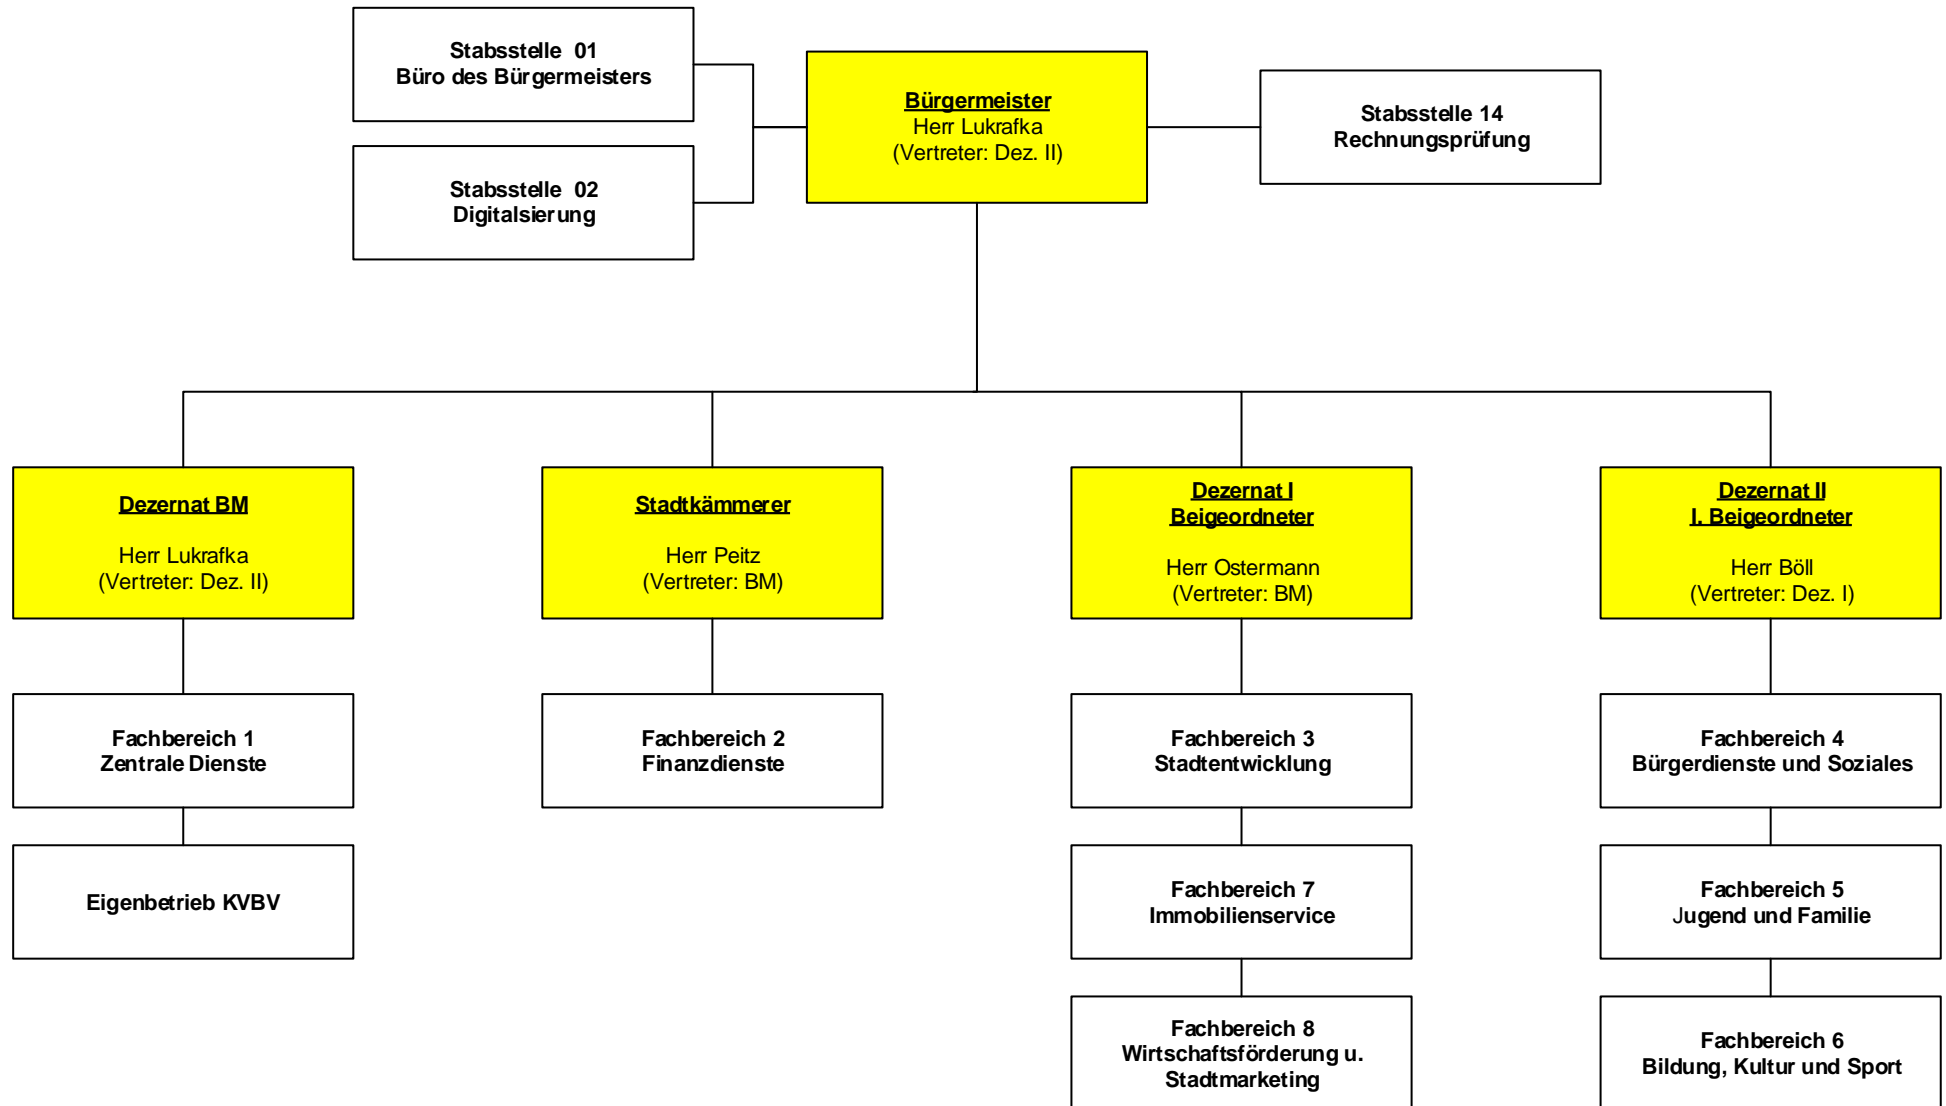 Stabsstelle 01
Büro des Bürgermeisters
Bürgermeister
Herr Lukrafka
(Vertreter: Dez. II)
Stabsstelle 14
Rechnungsprüfung
Stabsstelle 02
Digitalsierung
Dezernat BM
Herr Lukrafka
(Vertreter: Dez. II)
Stadtkämmerer
Herr Peitz
(Vertreter: BM)
Dezernat I
Beigeordneter
Herr Ostermann
(Vertreter: BM)
Dezernat II
I. Beigeordneter
Herr Böll
(Vertreter: Dez. I)
Fachbereich 1
Zentrale Dienste
Fachbereich 2
Finanzdienste
Fachbereich 3
Stadtentwicklung
Fachbereich 4
Bürgerdienste und Soziales
Eigenbetrieb KVBV
Fachbereich 7
Immobilienservice
Fachbereich 5
Jugend und Familie
Fachbereich 8
Wirtschaftsförderung u.
Stadtmarketing
Fachbereich 6
Bildung, Kultur und Sport